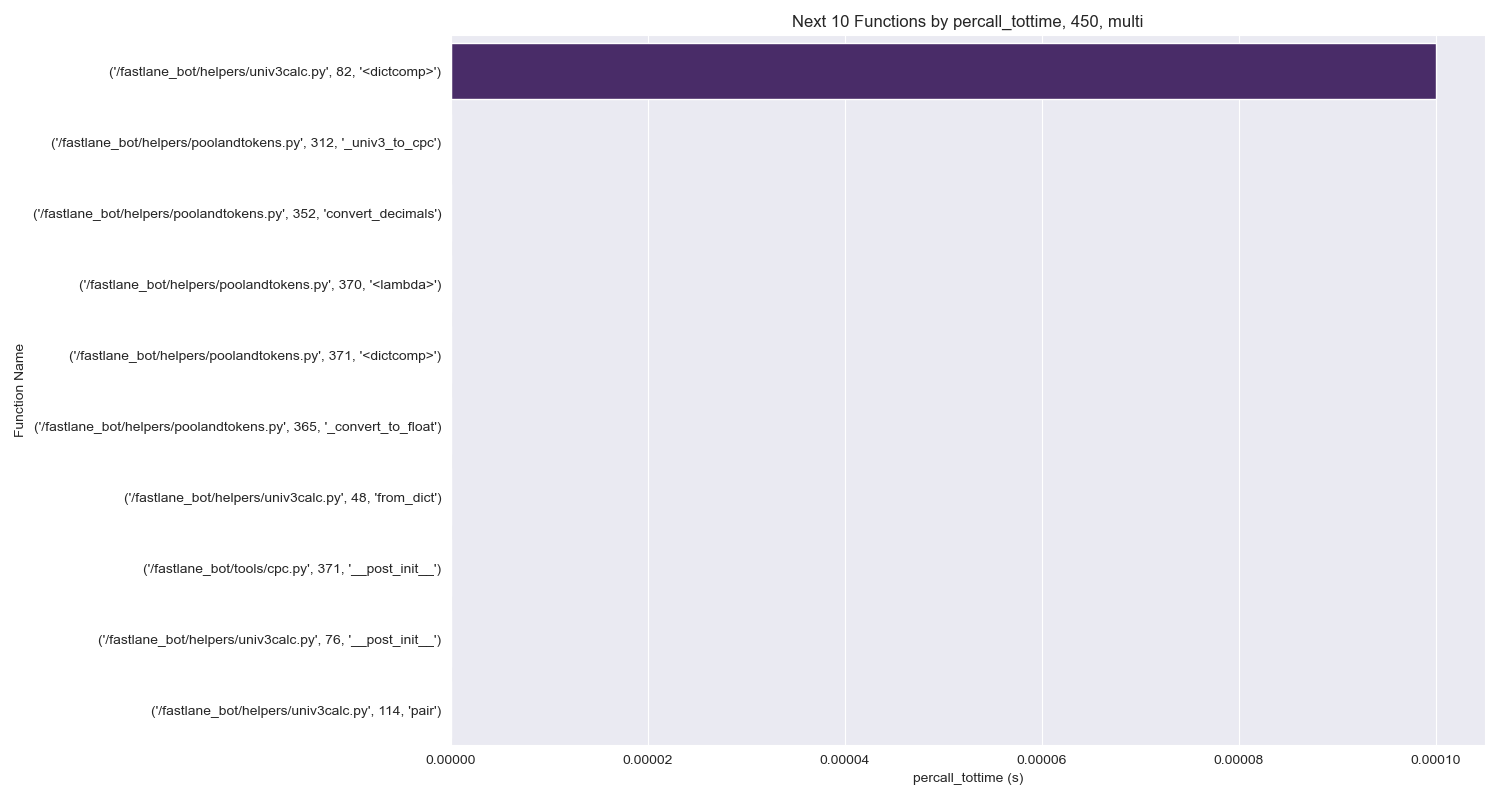 Next 10 Functions by percall_tottime, 450, multi
Function Name
('/fastlane_bot/helpers/univ3calc.py', 82, '<dictcomp>')
('/fastlane_bot/helpers/poolandtokens.py', 312, '_univ3_to_cpc')
('/fastlane_bot/helpers/poolandtokens.py', 352, 'convert_decimals')
('/fastlane_bot/helpers/poolandtokens.py', 370, '<lambda>')
('/fastlane_bot/helpers/poolandtokens.py', 371, '<dictcomp>')
('/fastlane_bot/helpers/poolandtokens.py', 365, '_convert_to_float')
('/fastlane_bot/helpers/univ3calc.py', 48, 'from_dict')
('/fastlane_bot/tools/cpc.py', 371, '__post_init__')
('/fastlane_bot/helpers/univ3calc.py', 76, '__post_init__')
('/fastlane_bot/helpers/univ3calc.py', 114, 'pair')
0.00000 0.00002 0.00004 0.00006 0.00008 0.00010
percall_tottime (s)